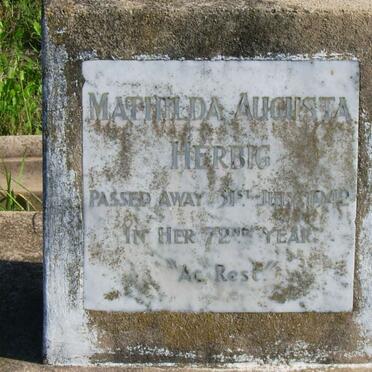 MATHILDA AUGUSTA
HERBIG
PASSED AWAY 31ST JULY 1942
IN HER 72ND YEAR.
"At Rest."